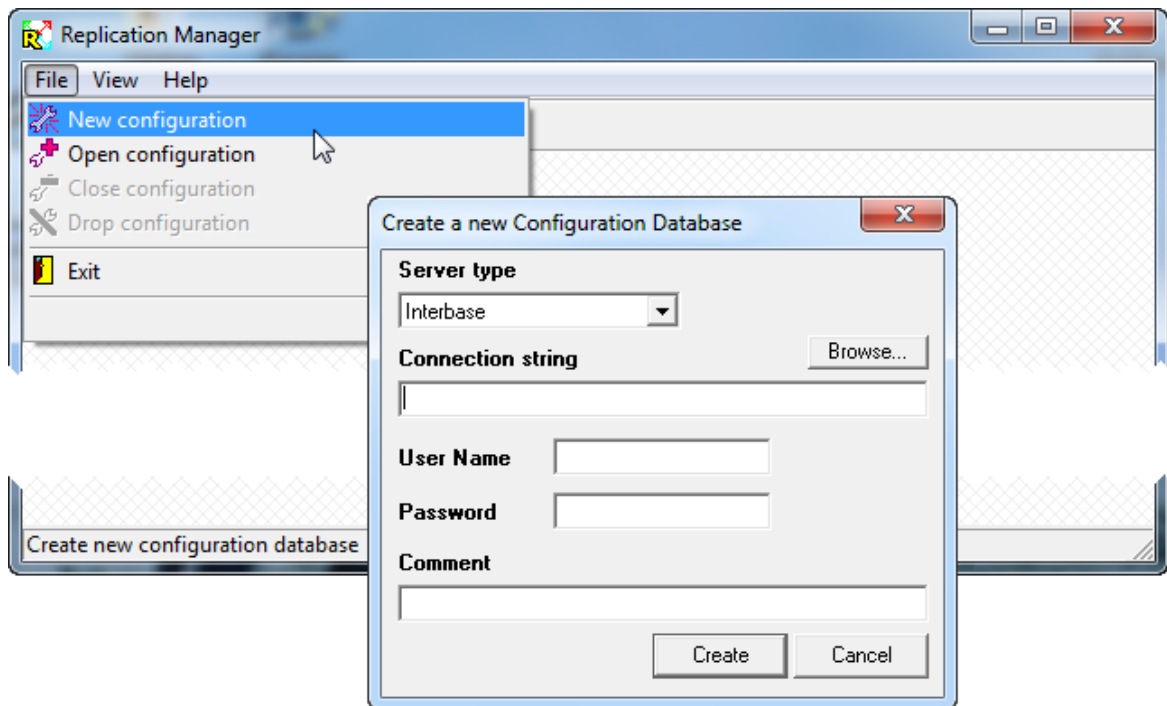 Replication Manager
File View Help
New configuration
Open configuration
Close configuration
Drop configuration
Exit
Create new configuration database
Create a new Configuration Database
Server type
Interbase
Connection string
Browse...
User Name
Password
Comment
Create Cancel